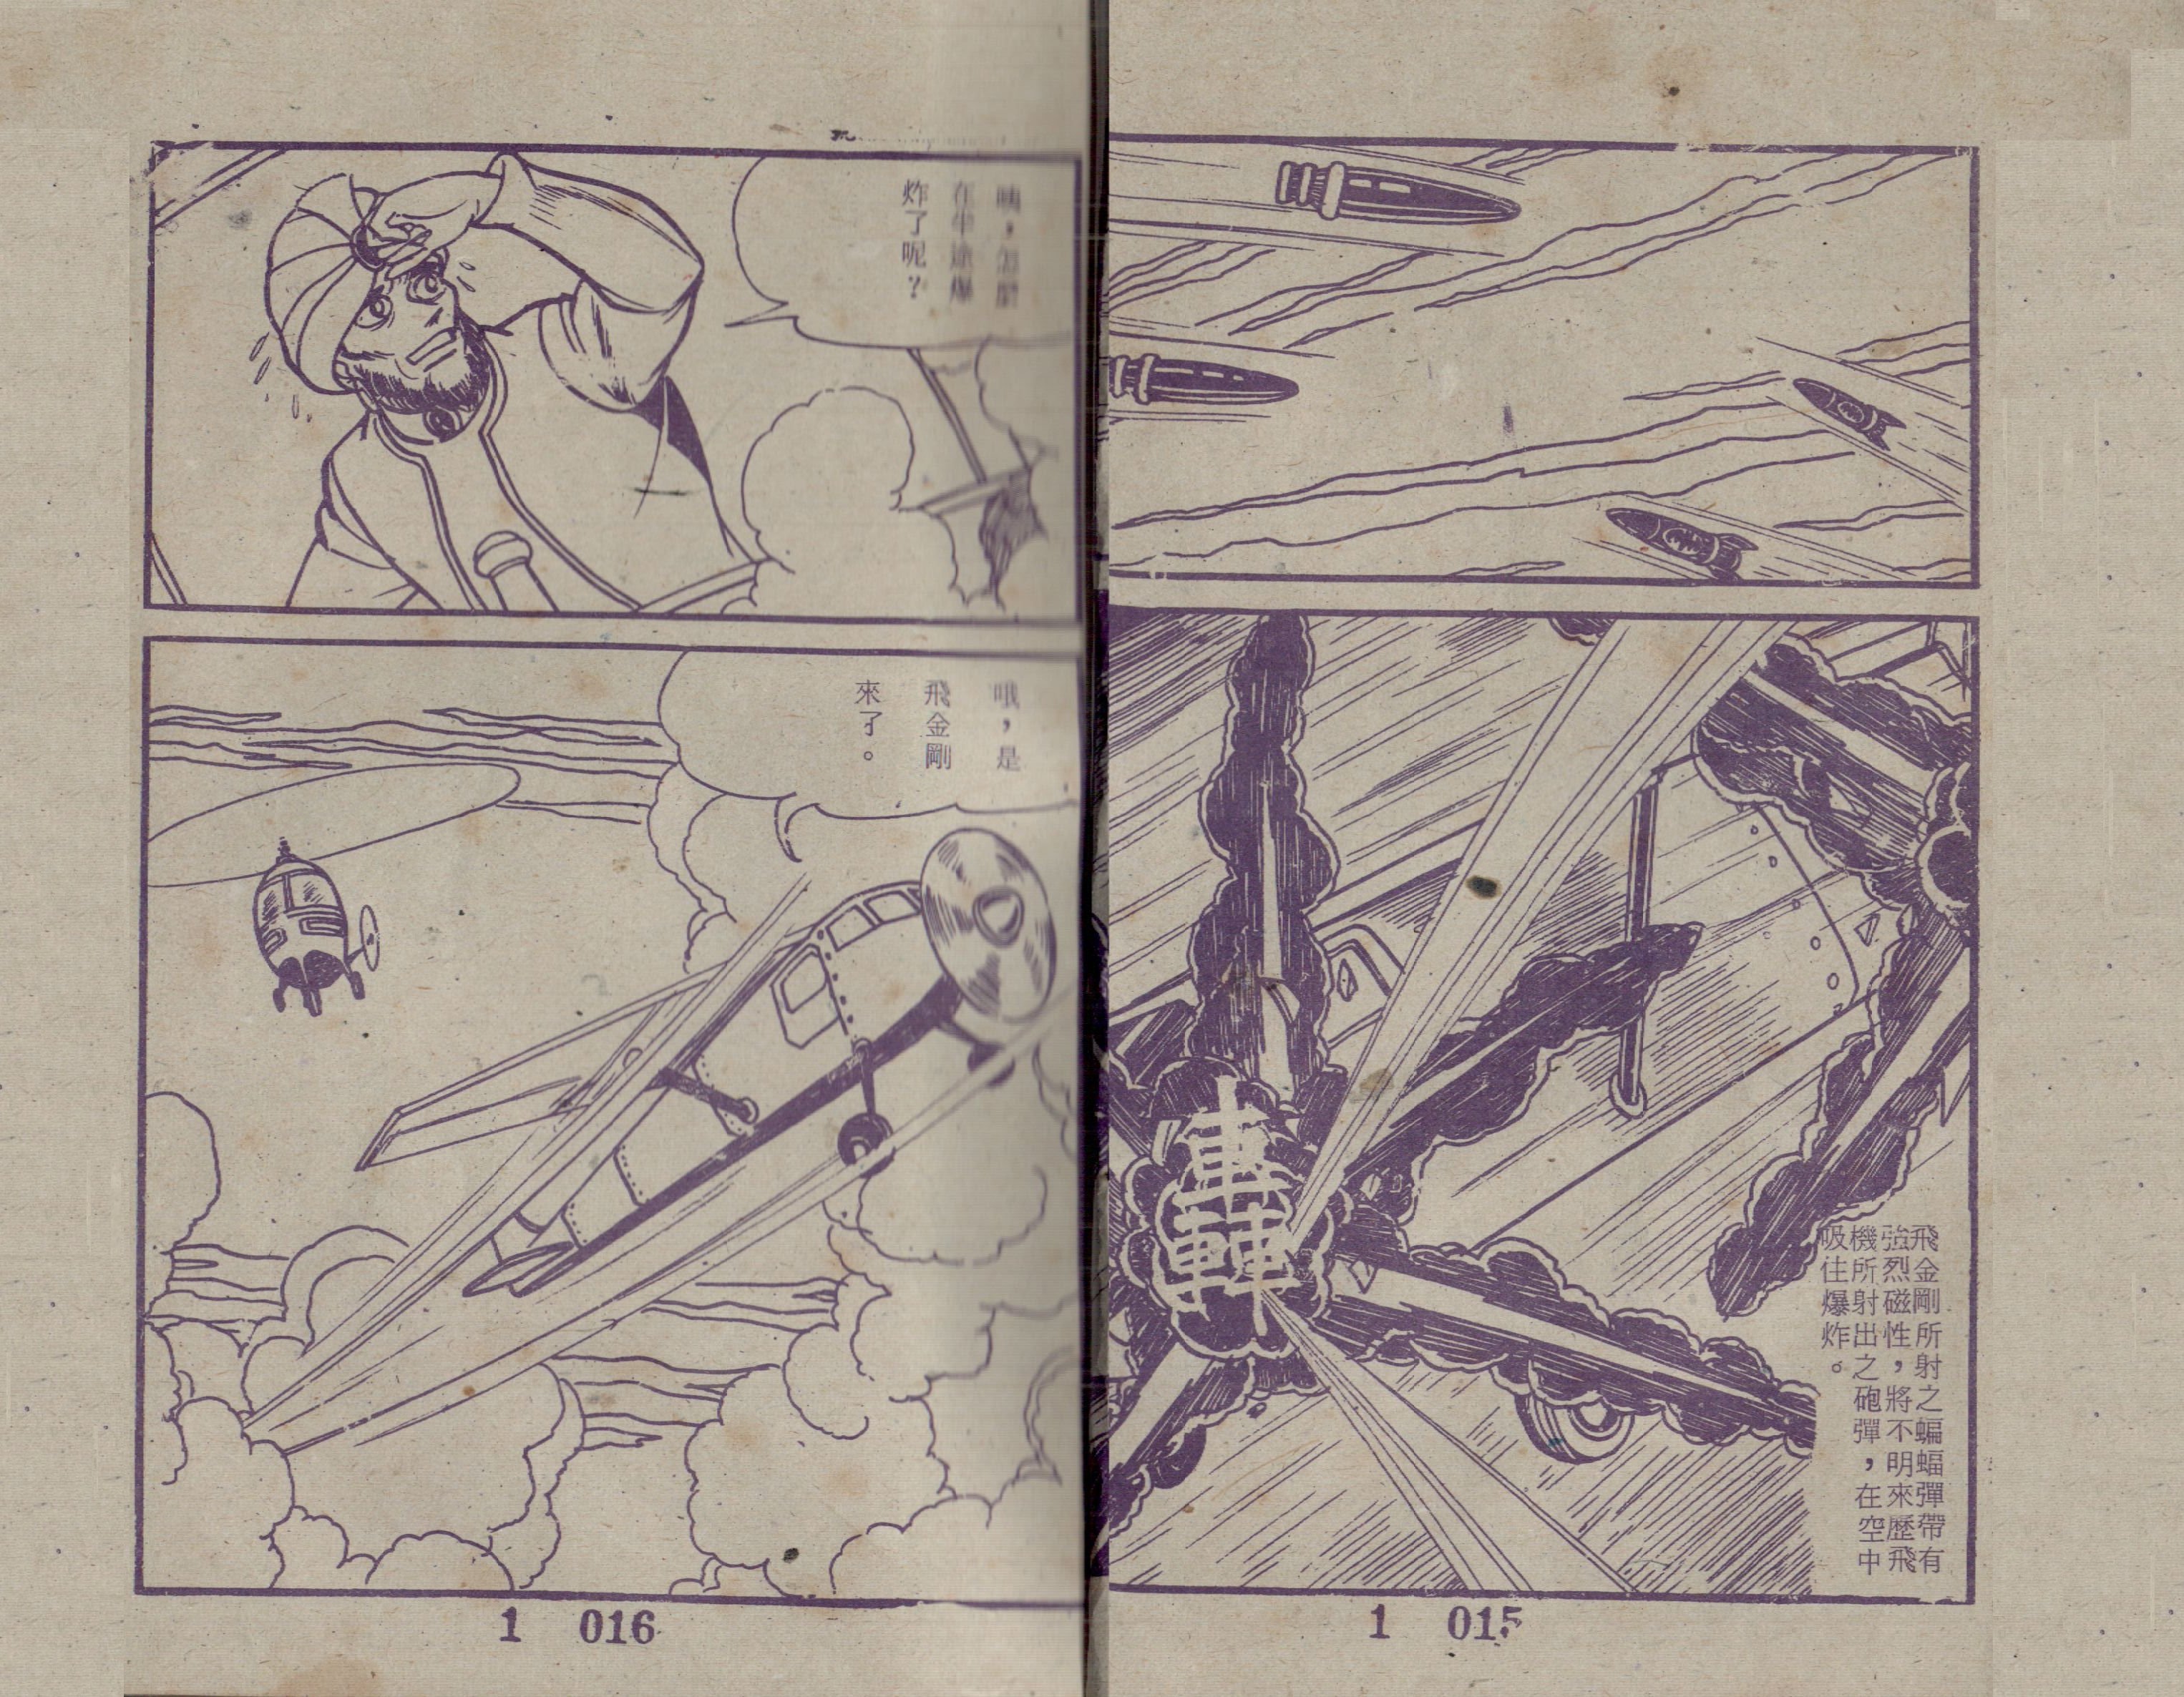 轟
飛金剛所射之蝙蝠彈帶有
強烈磁性，將不明來歷飛
機所射出之砲彈，在空中
吸住爆炸。
1 015
咦，怎麼
在半途爆
炸了呢？
哦，是
飛金剛
來了。
1 016